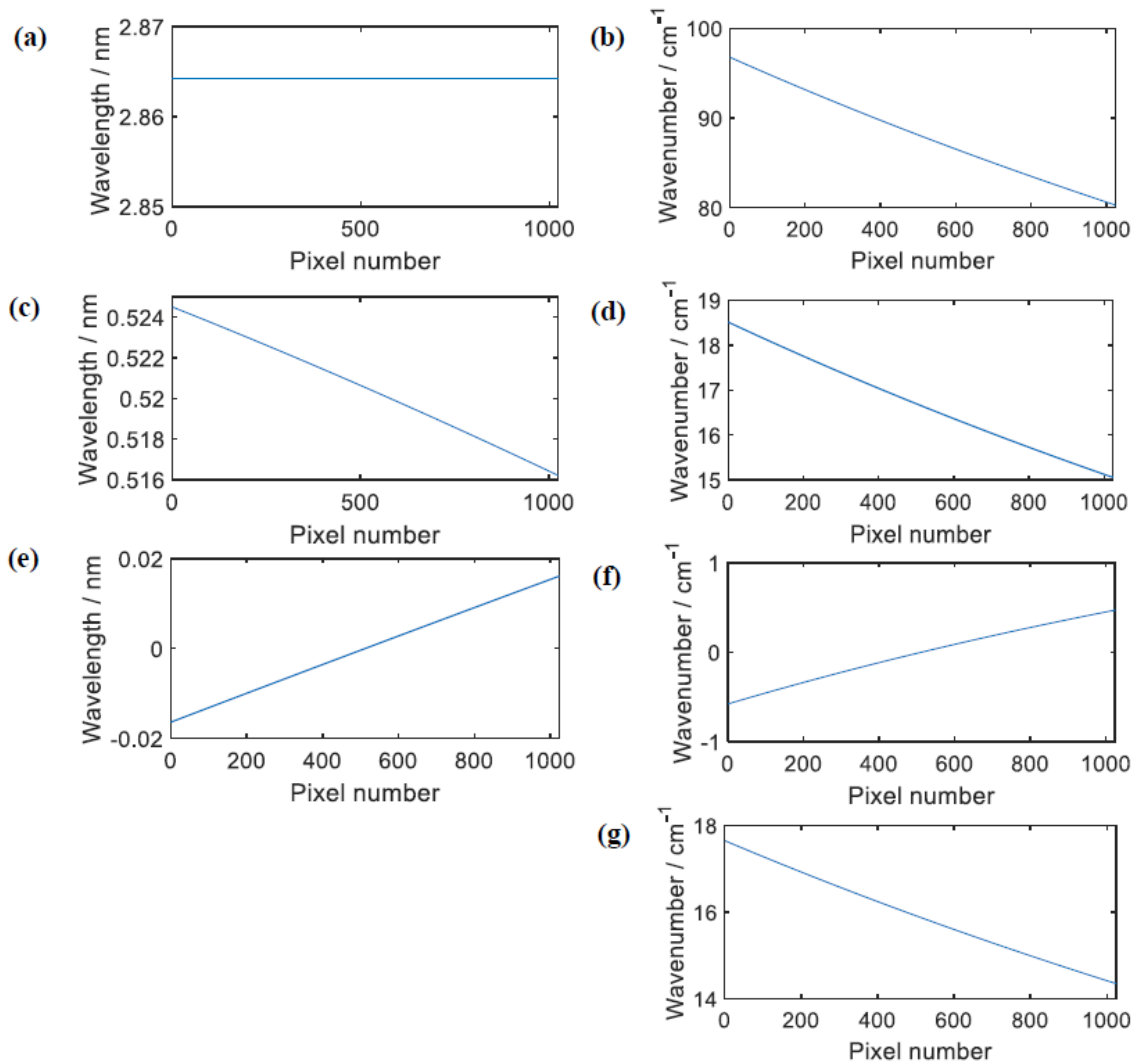 (a)
2.87
2.86
2.85
Wavelength / nm
0
500
1000
Pixel number
(b)
100
90
80
Wavenumber / cm⁻¹
0
200
400
600
800
1000
Pixel number
(c)
0.524
0.522
0.52
0.518
0.516
Wavelength / nm
0
500
1000
Pixel number
(d)
19
18
17
16
15
Wavenumber / cm⁻¹
0
200
400
600
800
1000
Pixel number
(e)
0.02
0
-0.02
Wavelength / nm
0
200
400
600
800
1000
Pixel number
(f)
1
0
-1
Wavenumber / cm⁻¹
0
200
400
600
800
1000
Pixel number
(g)
18
16
14
Wavenumber / cm⁻¹
0
200
400
600
800
1000
Pixel number